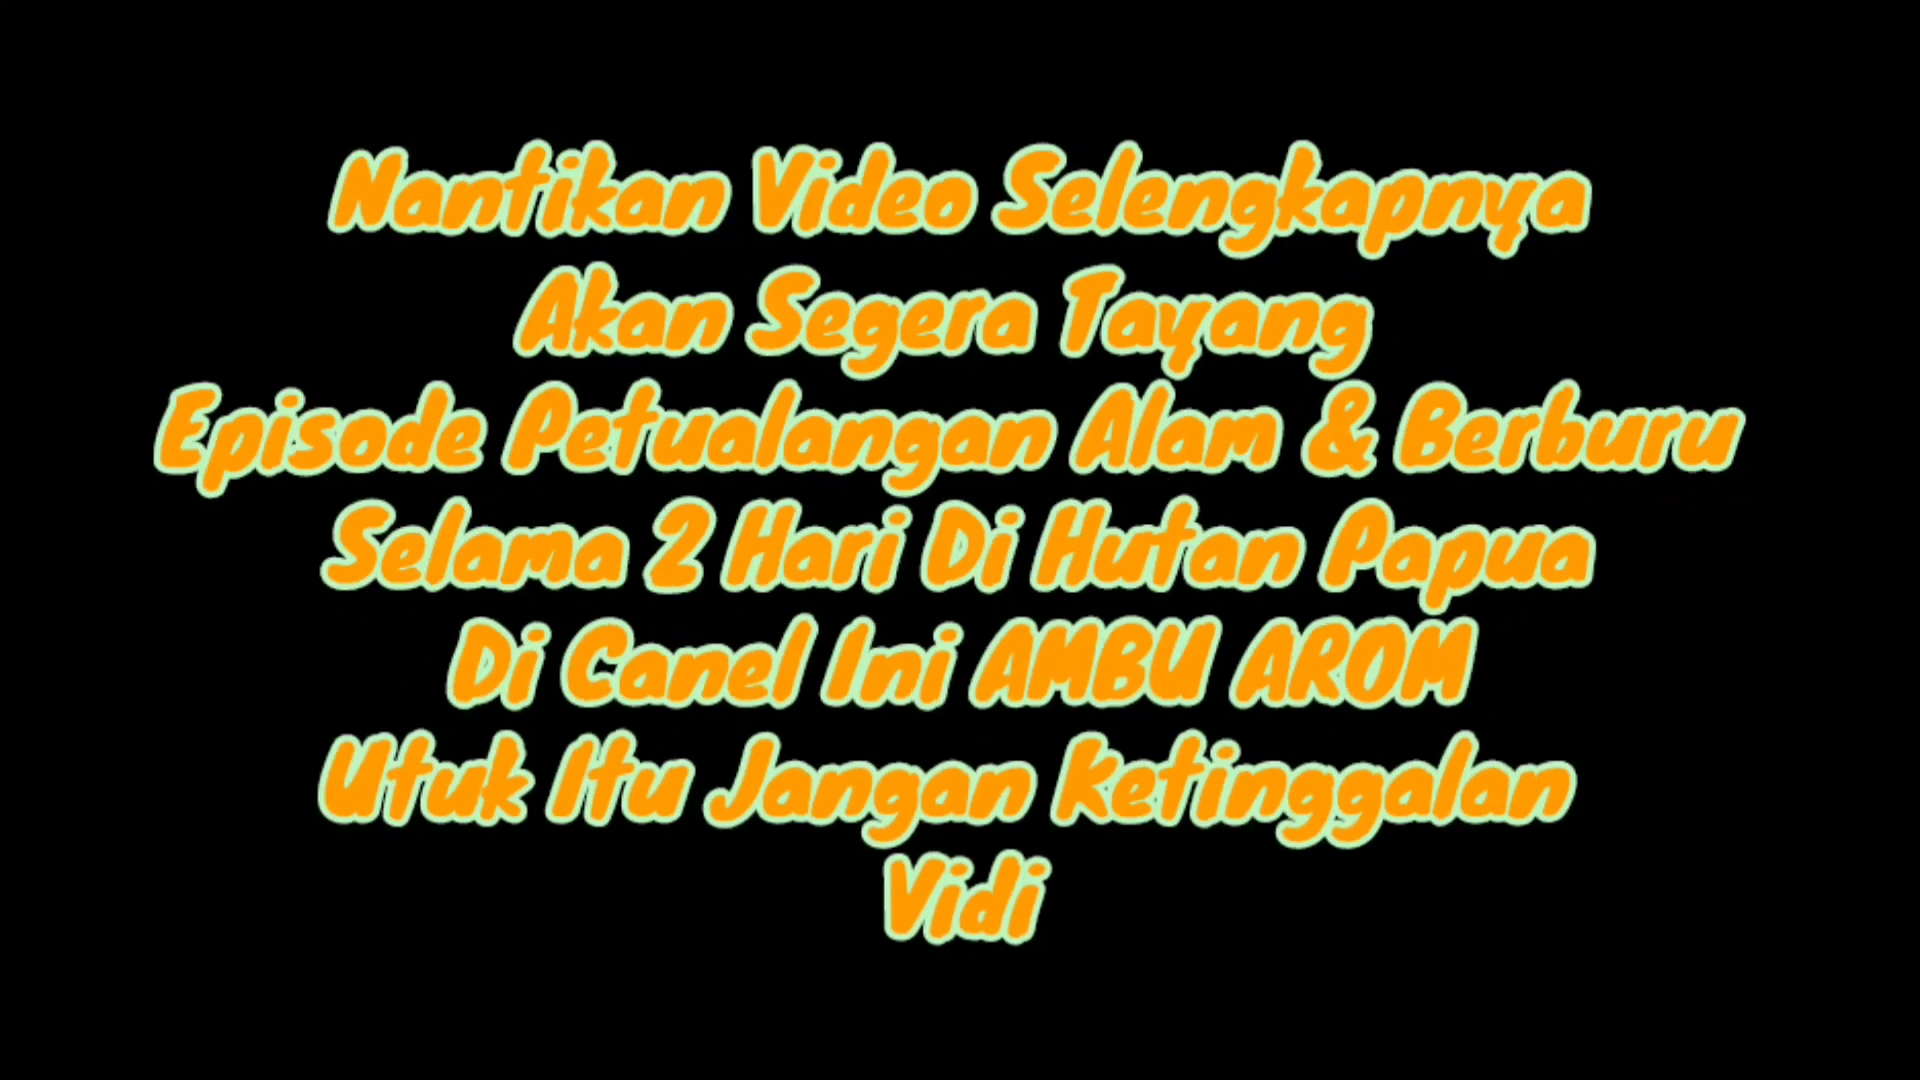 Nantikan Video Selengkapnya
Akan Segera Tayang
Episode Petualangan Alam & Berburu
Selama 2 Hari Di Hutan Papua
Di Canel Ini AMBU AROM
Utuk Itu Jangan Ketinggalan
Vidi